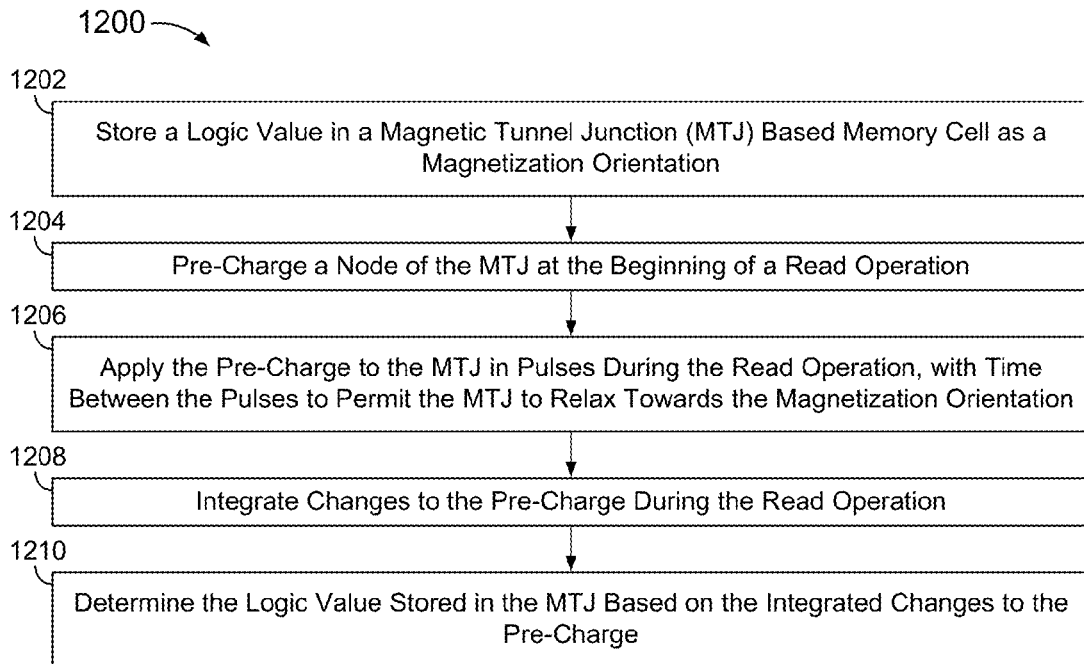 1200
1202
Store a Logic Value in a Magnetic Tunnel Junction (MTJ) Based Memory Cell as a
Magnetization Orientation
1204
Pre-Charge a Node of the MTJ at the Beginning of a Read Operation
1206
Apply the Pre-Charge to the MTJ in Pulses During the Read Operation, with Time
Between the Pulses to Permit the MTJ to Relax Towards the Magnetization Orientation
1208
Integrate Changes to the Pre-Charge During the Read Operation
1210
Determine the Logic Value Stored in the MTJ Based on the Integrated Changes to the
Pre-Charge